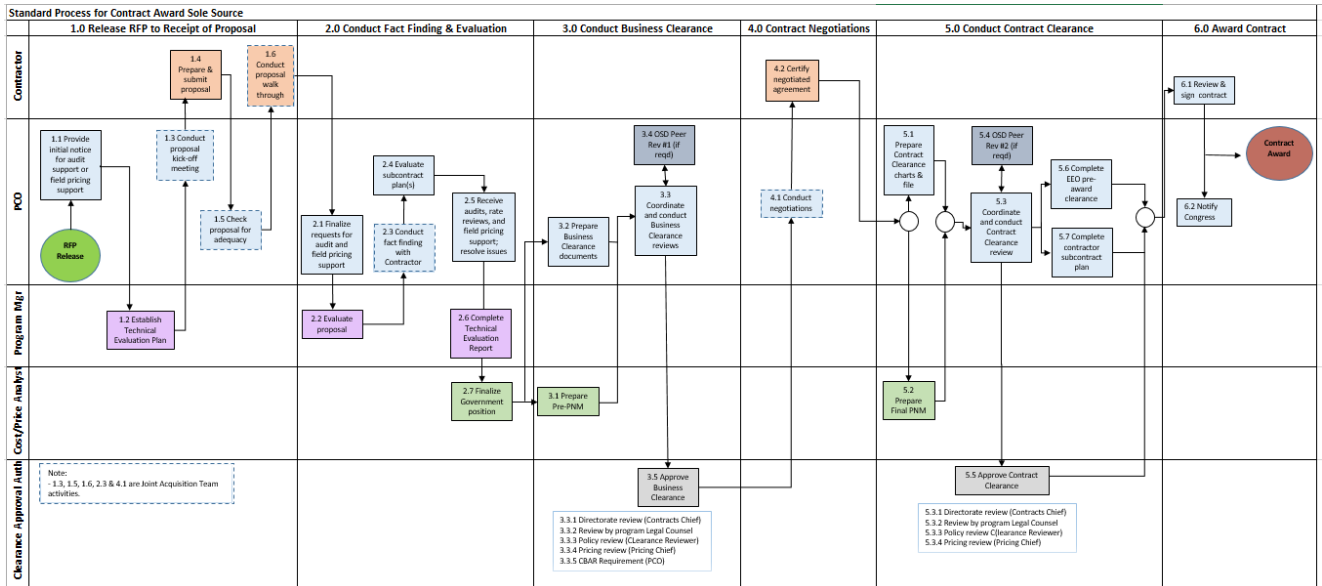 Standard Process for Contract Award Sole Source
1.0 Release RFP to Receipt of Proposal
2.0 Conduct Fact Finding & Evaluation
3.0 Conduct Business Clearance
4.0 Contract Negotiations
5.0 Conduct Contract Clearance
6.0 Award Contract
Contractor
1.4
Prepare &
submit
proposal
1.6
Conduct
proposal
walk
through
4.2 Certify
negotiated
agreement
6.1 Review &
sign contract
PCO
1.1 Provide
initial notice
for audit
support or
field pricing
support
RFP
Release
1.3 Conduct
proposal
kick-off
meeting
1.5 Check
proposal for
adequacy
2.1 Finalize
requests for
audit and
field pricing
support
2.4 Evaluate
subcontract
plan(s)
2.3 Conduct
fact finding
with
Contractor
2.5 Receive
audits, rate
reviews, and
field pricing
support;
resolve issues
3.2 Prepare
Business
Clearance
documents
3.4 OSD Peer
Rev #1 (if
reqd)
3.3
Coordinate
and conduct
Business
Clearance
reviews
4.1 Conduct
negotiations
5.1
Prepare
Contract
Clearance
charts &
file
5.4 OSD Peer
Rev #2 (if
reqd)
5.3
Coordinate
and conduct
Contract
Clearance
review
5.6 Complete
EEO pre-
award
clearance
5.7 Complete
contractor
subcontract
plan
Contract
Award
6.2 Notify
Congress
Program Mgr
1.2 Establish
Technical
Evaluation Plan
2.2 Evaluate
proposal
2.6 Complete
Technical
Evaluation
Report
Cost/Price Analyst
2.7 Finalize
Government
position
3.1 Prepare
Pre-PNM
5.2
Prepare
Final PNM
Clearance Approval Auth
Note:
- 1.3, 1.5, 1.6, 2.3 & 4.1 are Joint Acquisition Team
activities.
3.5 Approve
Business
Clearance
3.3.1 Directorate review (Contracts Chief)
3.3.2 Review by program Legal Counsel
3.3.3 Policy review (CLearance Reviewer)
3.3.4 Pricing review (Pricing Chief)
3.3.5 CBAR Requirement (PCO)
5.5 Approve Contract
Clearance
5.3.1 Directorate review (Contracts Chief)
5.3.2 Review by program Legal Counsel
5.3.3 Policy review C(learance Reviewer)
5.3.4 Pricing review (Pricing Chief)